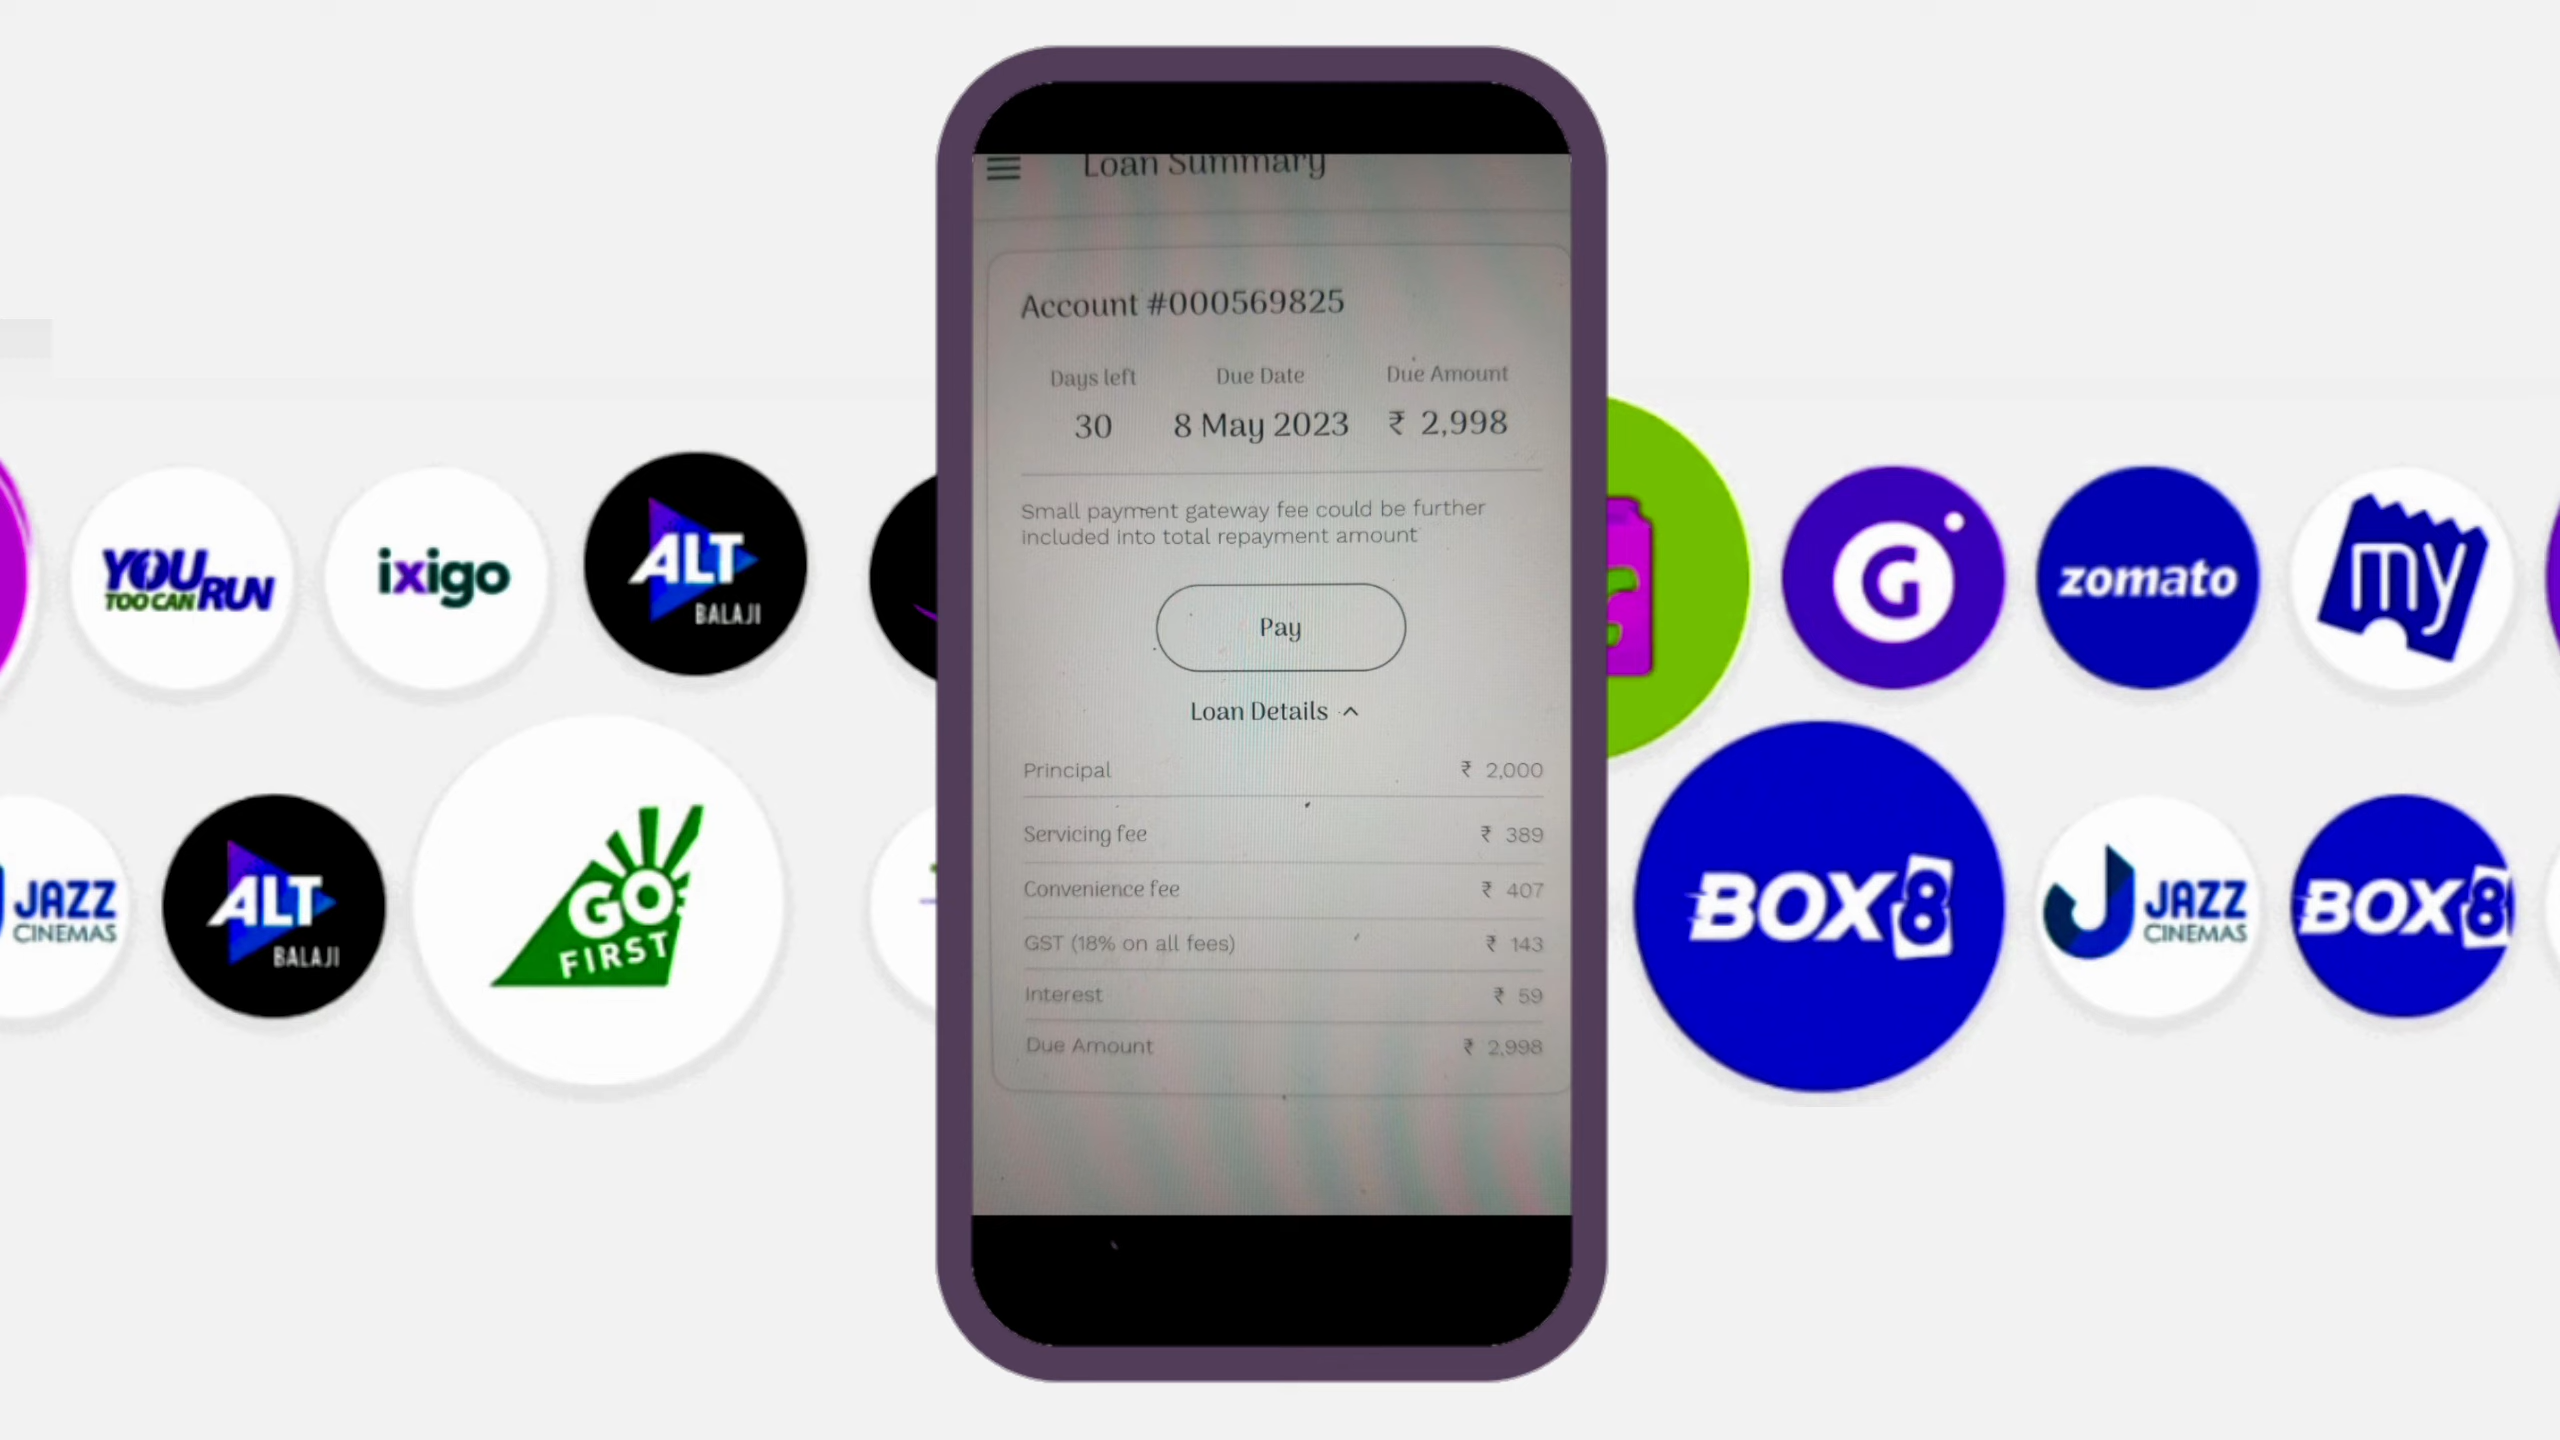 Loan Summary
Account #000569825
Days left Due Date Due Amount
30 8 May 2023 ₹ 2,998
Small payment gateway fee could be further
included into total repayment amount
Pay
Loan Details
Principal ₹ 2,000
Servicing fee ₹ 389
Convenience fee ₹ 407
GST (18% on all fees) ₹ 143
Interest ₹ 59
Due Amount ₹ 2,998
YOU
TOO CAN RUN
ixigo
ALT
BALAJI
G
zomato
my
JAZZ
CINEMAS
ALT
BALAJI
GO
FIRST
BOX8
JAZZ
CINEMAS
BOX8